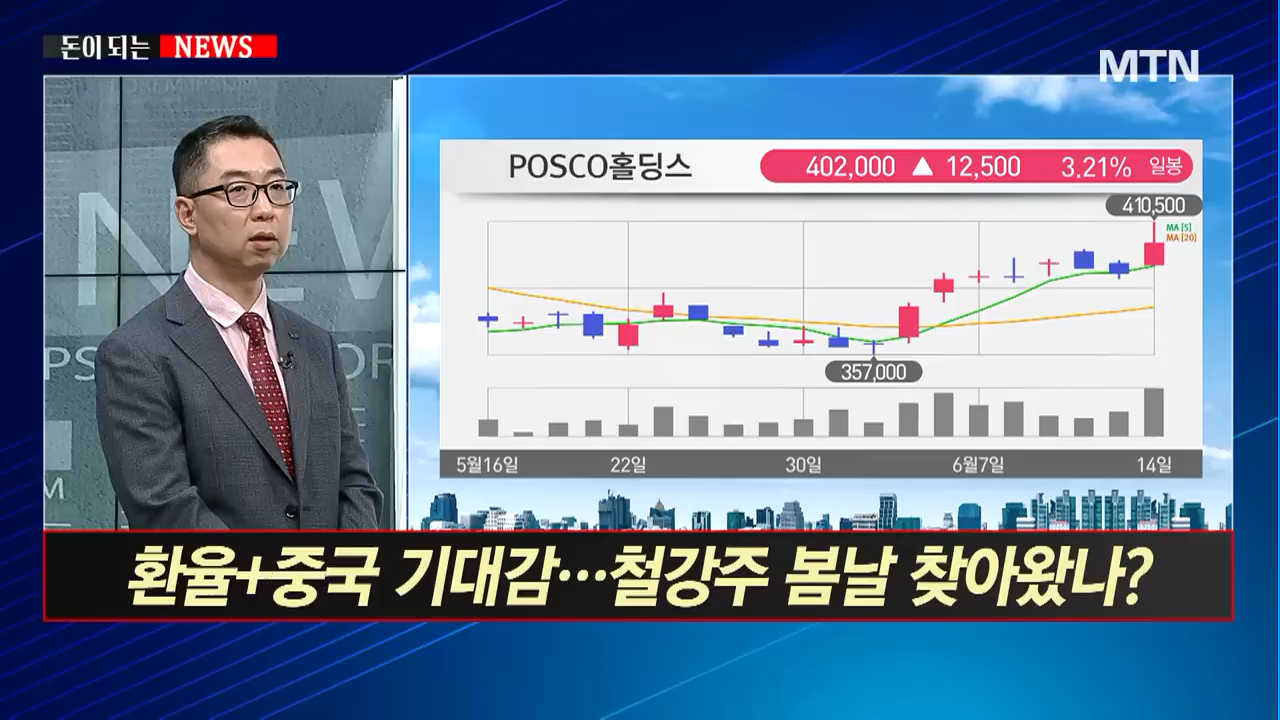 돈이 되는 NEWS
MTN
POSCO홀딩스 402,000 ▲ 12,500 3.21% 일봉
410,500
MA [5]
MA [20]
357,000
5월16일 22일 30일 6월7일 14일
환율+중국 기대감…철강주 봄날 찾아왔나?